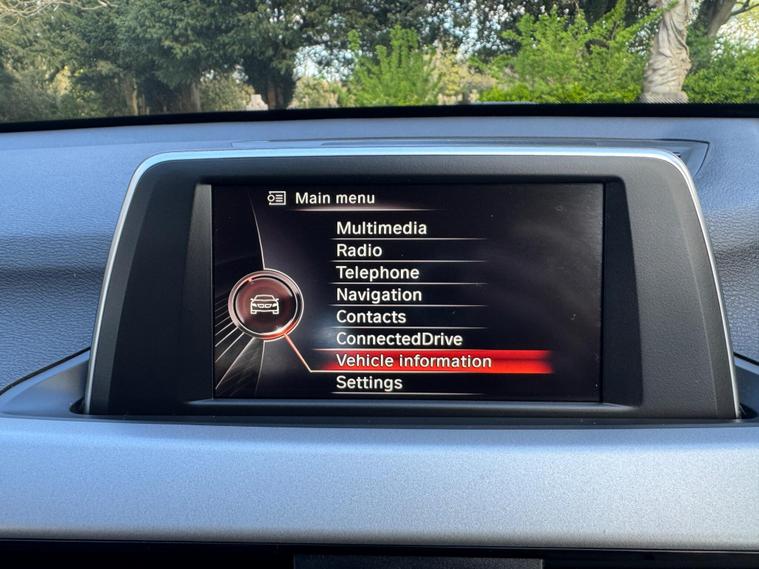 Main menu
Multimedia
Radio
Telephone
Navigation
Contacts
ConnectedDrive
Vehicle information
Settings